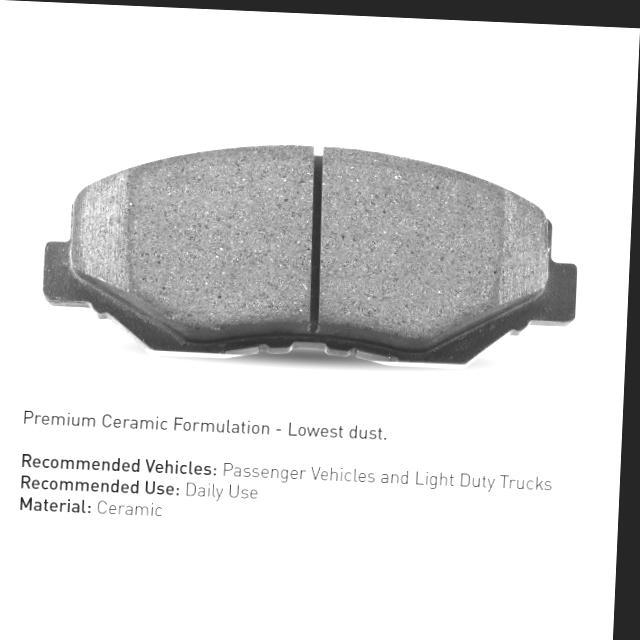 Premium Ceramic Formulation - Lowest dust.
Recommended Vehicles: Passenger Vehicles and Light Duty Trucks
Recommended Use: Daily Use
Material: Ceramic